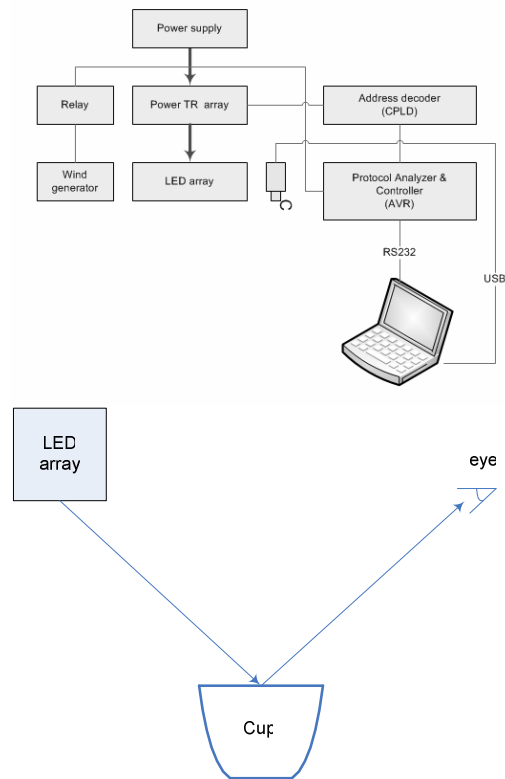 Power supply
Relay
Power TR array
Address decoder
(CPLD)
Wind
generator
LED array
Protocol Analyzer &
Controller
(AVR)
RS232
USB
LED
array
eye
Cup